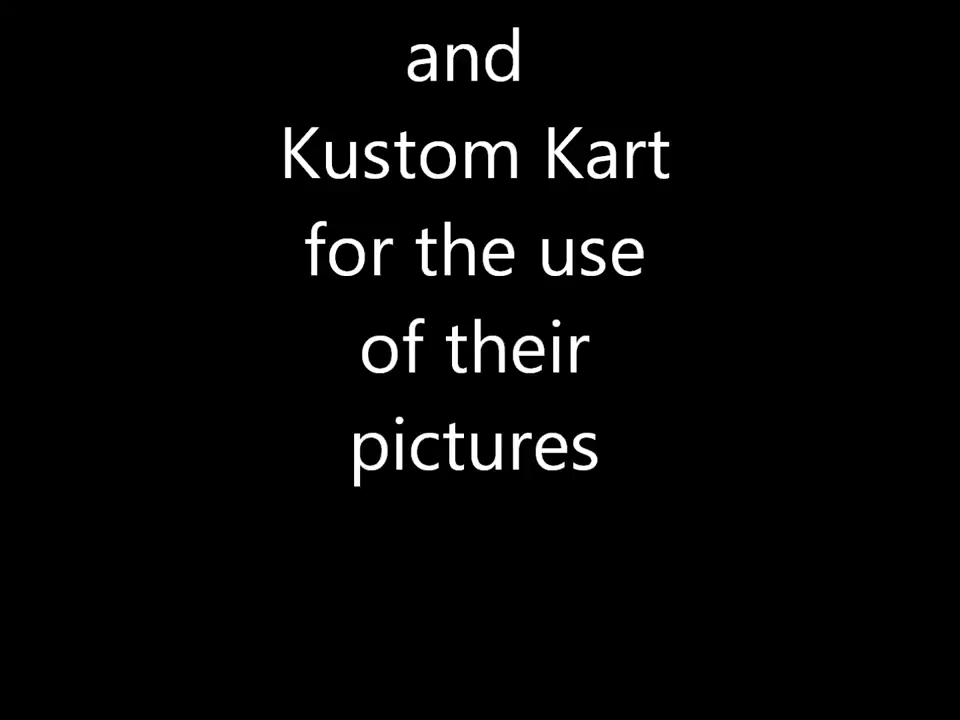 and
Kustom Kart
for the use
of their
pictures